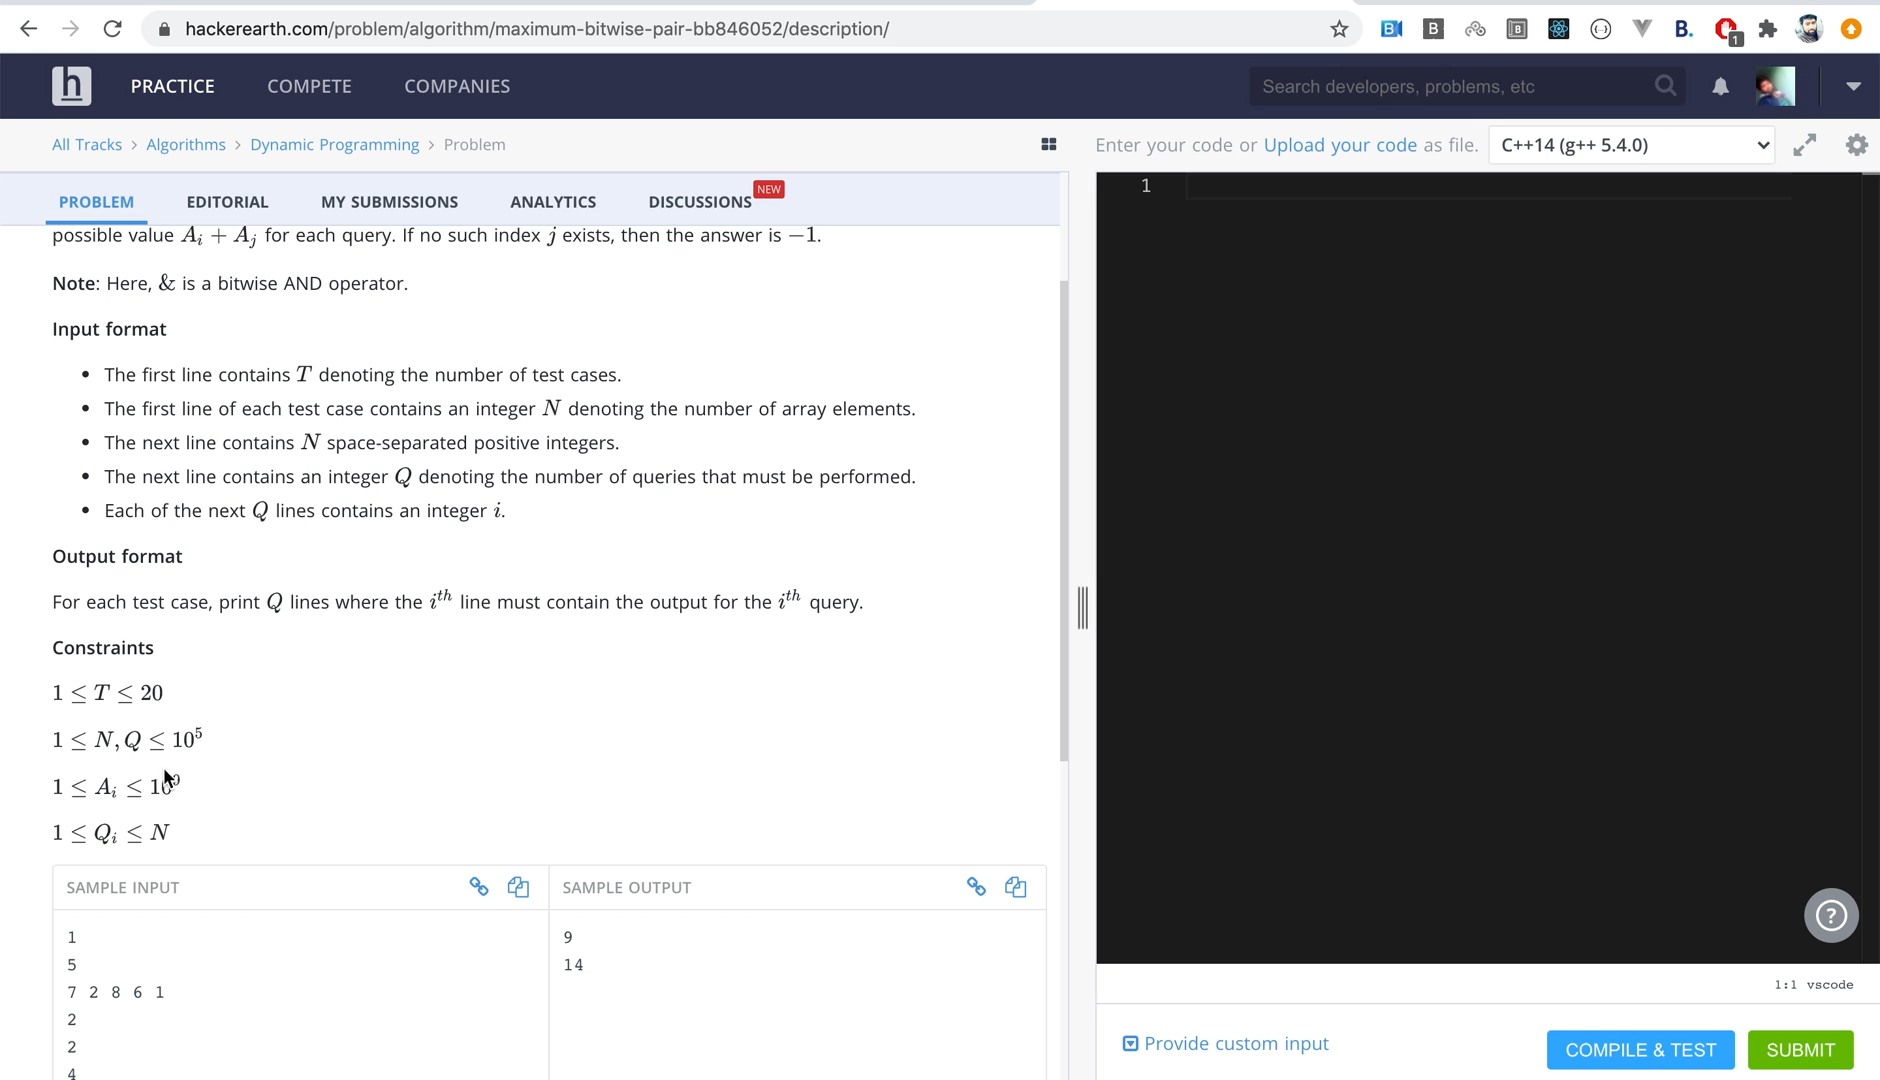 hackerearth.com/problem/algorithm/maximum-bitwise-pair-bb846052/description/
1
h PRACTICE COMPETE COMPANIES Search developers, problems, etc
All Tracks › Algorithms › Dynamic Programming › Problem
Enter your code or Upload your code as file. C++14 (g++ 5.4.0)
PROBLEM EDITORIAL MY SUBMISSIONS ANALYTICS DISCUSSIONS NEW
possible value A_i + A_j for each query. If no such index j exists, then the answer is −1.
Note: Here, & is a bitwise AND operator.
Input format
• The first line contains T denoting the number of test cases.
• The first line of each test case contains an integer N denoting the number of array elements.
• The next line contains N space-separated positive integers.
• The next line contains an integer Q denoting the number of queries that must be performed.
• Each of the next Q lines contains an integer i.
Output format
For each test case, print Q lines where the i^th line must contain the output for the i^th query.
Constraints
1 ≤ T ≤ 20
1 ≤ N, Q ≤ 10^5
1 ≤ A_i ≤ 10^9
1 ≤ Q_i ≤ N
SAMPLE INPUT
1
5
7 2 8 6 1
2
2
4
SAMPLE OUTPUT
9
14
1
?
1:1 vscode
Provide custom input
COMPILE & TEST
SUBMIT